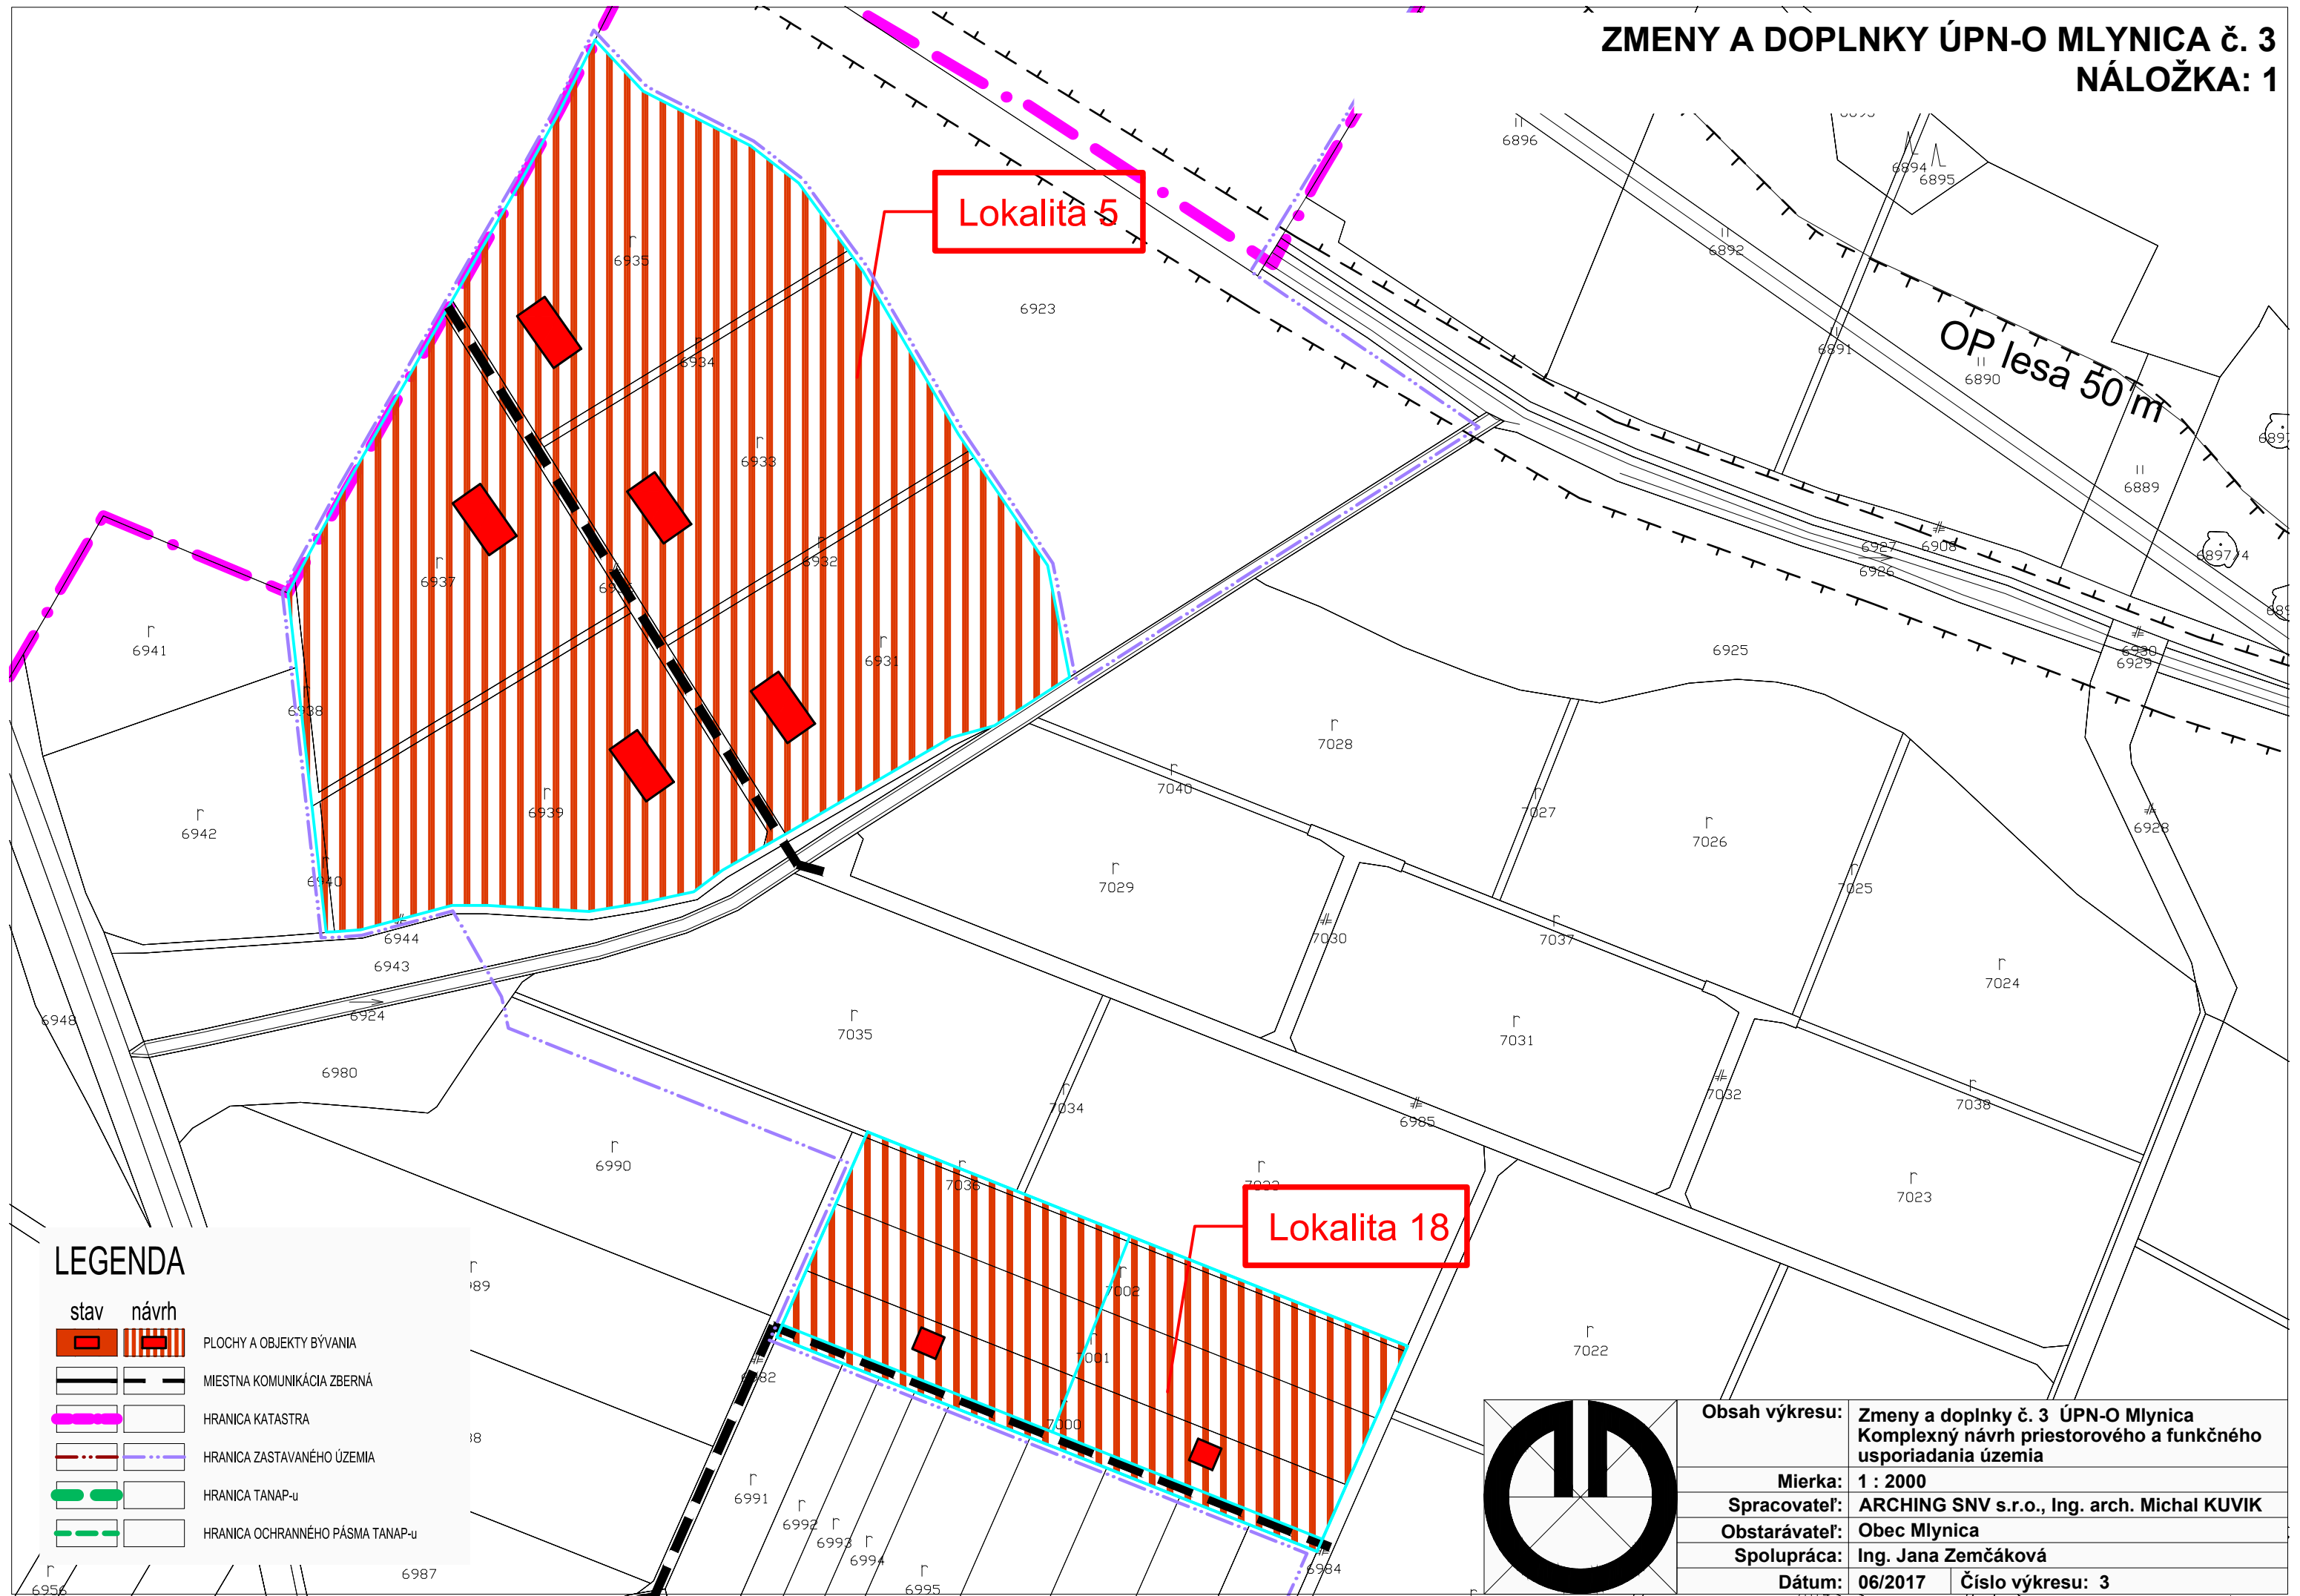 ZMENY A DOPLNKY ÚPN-O MLYNICA č. 3
NÁLOŽKA: 1
6896
6894
6895
6892
Lokalita 5
6935
6923
6934
6891
OP lesa 50 m
6890
6933
6889
6932
6937
6927
6908
6926
6897/4
6941
6931
6925
6930
6929
6938
7028
7040
6939
7027
6942
7026
6928
6940
7029
7025
6944
7030
7037
6943
7024
6948
6924
7035
7031
6980
7034
7032
7038
6985
6990
7036
7023
Lokalita 18
7002
7001
7022
7000
6991
6992
6993
6994
6995
6984
6987
6956
LEGENDA
stav návrh
PLOCHY A OBJEKTY BÝVANIA
MIESTNA KOMUNIKÁCIA ZBERNÁ
HRANICA KATASTRA
HRANICA ZASTAVANÉHO ÚZEMIA
HRANICA TANAP-u
HRANICA OCHRANNÉHO PÁSMA TANAP-u
Obsah výkresu: Zmeny a doplnky č. 3 ÚPN-O Mlynica
Komplexný návrh priestorového a funkčného
usporiadania územia
Mierka: 1 : 2000
Spracovateľ: ARCHING SNV s.r.o., Ing. arch. Michal KUVIK
Obstarávateľ: Obec Mlynica
Spolupráca: Ing. Jana Zemčáková
Dátum: 06/2017 Číslo výkresu: 3